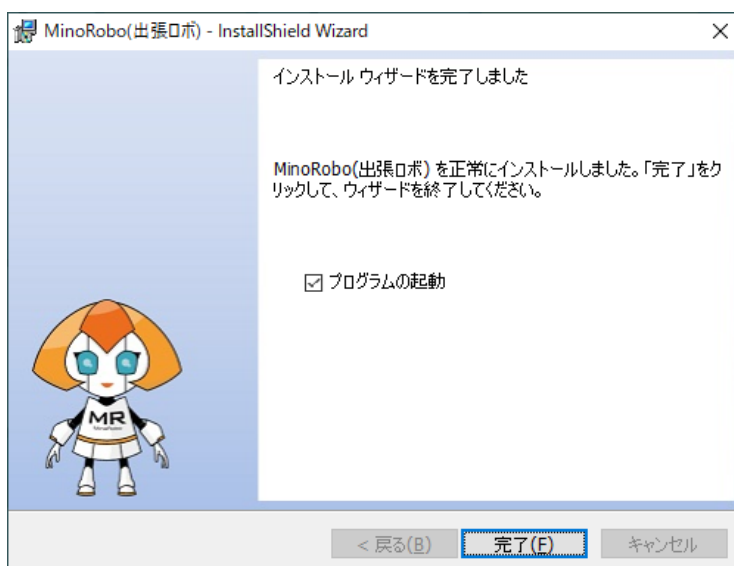 MinoRobo(出張ロボ) - InstallShield Wizard
インストール ウィザードを完了しました
MinoRobo(出張ロボ) を正常にインストールしました。「完了」をク
リックして、ウィザードを終了してください。
プログラムの起動
MR
MinoRobo
< 戻る(B)
完了(F)
キャンセル